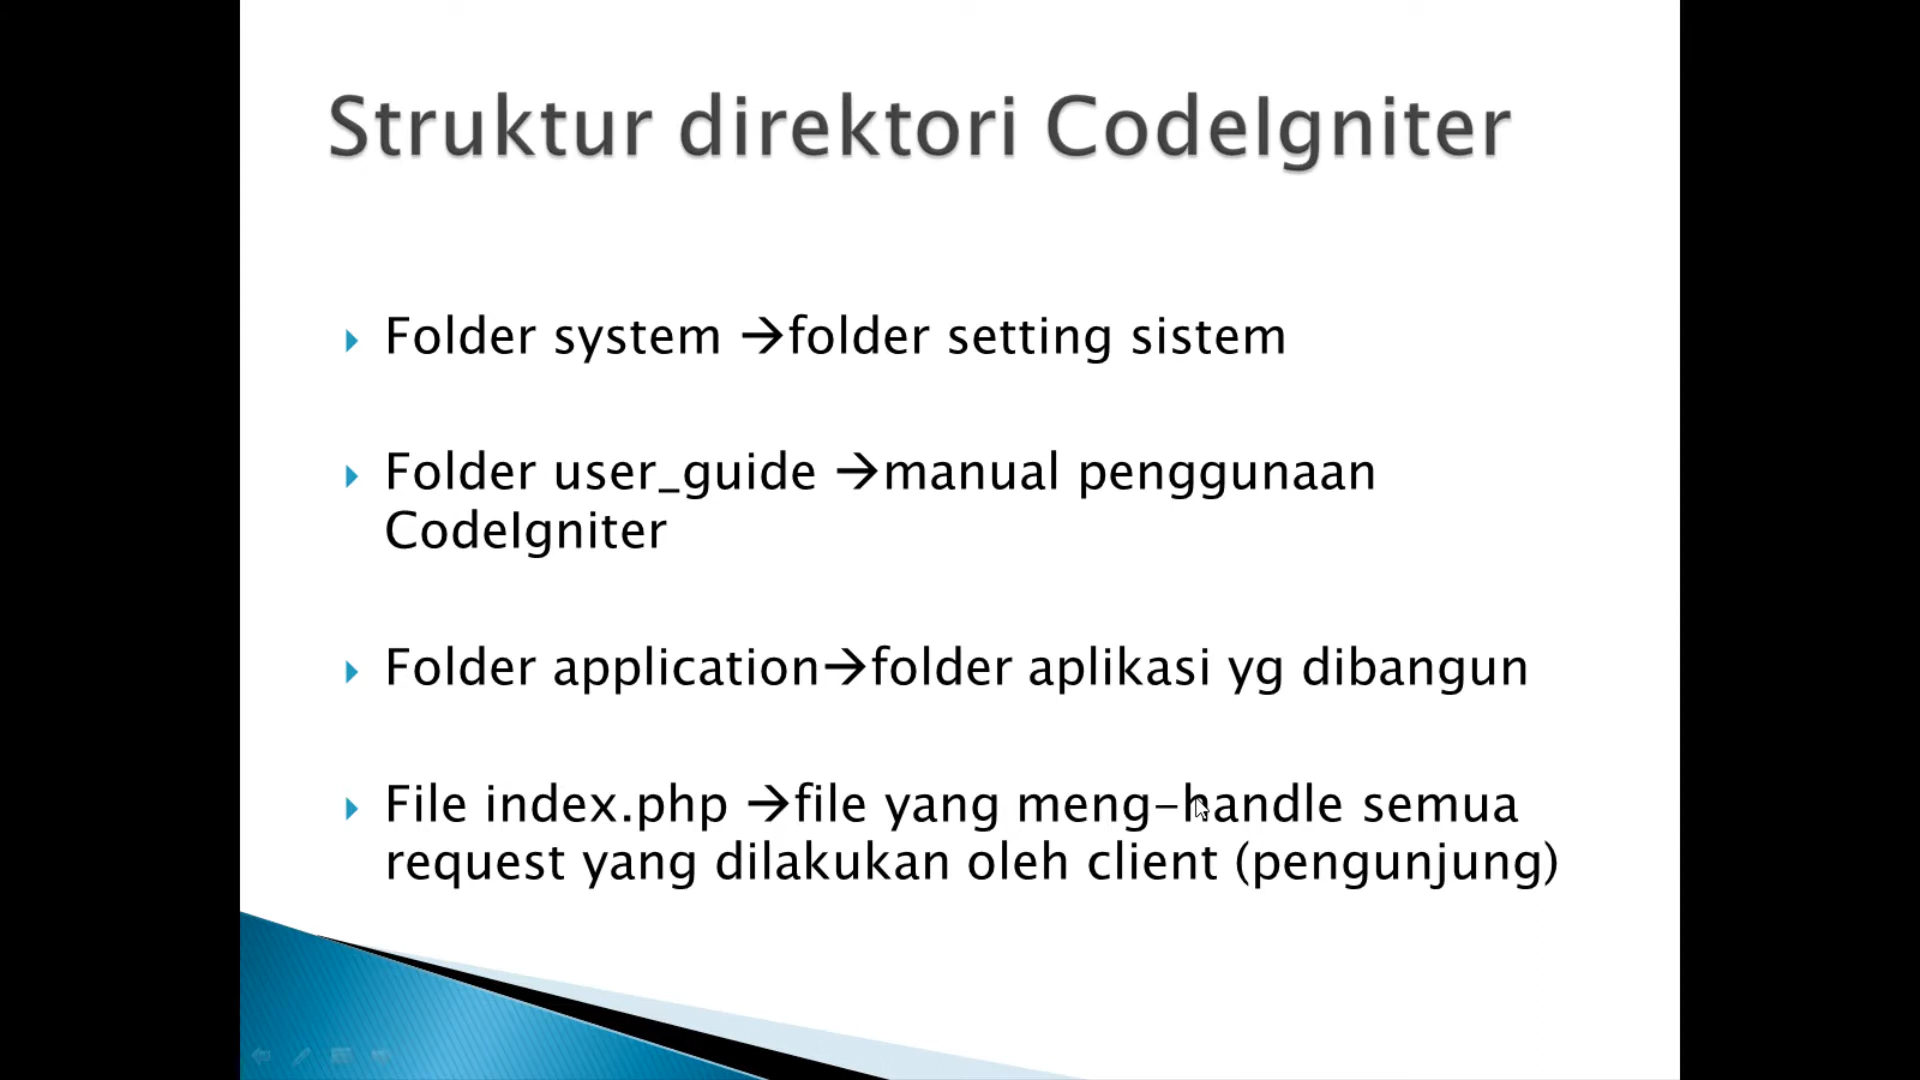 Struktur direktori CodeIgniter
Folder system →folder setting sistem
Folder user_guide →manual penggunaan
CodeIgniter
Folder application→folder aplikasi yg dibangun
File index.php →file yang meng-handle semua
request yang dilakukan oleh client (pengunjung)